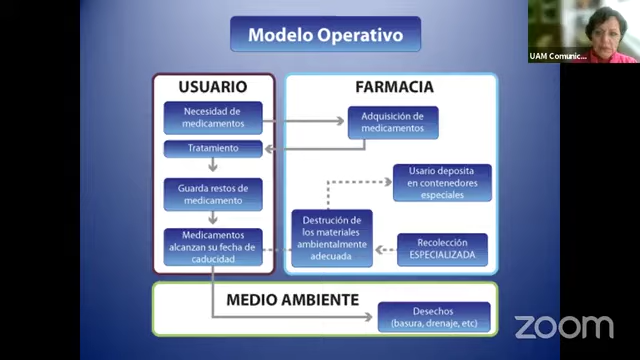 Modelo Operativo
UAM Comunic...
USUARIO
Necesidad de
medicamentos
Tratamiento
Guarda restos de
medicamento
Medicamentos
alcanzan su fecha de
caducidad
FARMACIA
Adquisición de
medicamentos
Usario deposita
en contenedores
especiales
Destrución de
los materiales
ambientalmente
adecuada
Recolección
ESPECIALIZADA
MEDIO AMBIENTE
Desechos
(basura, drenaje, etc)
zoom